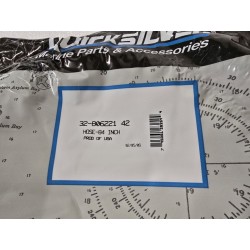 QUICKSILVER
Marine Parts & Accessories
32-806221 42
HOSE-64 INCH
PROD OF USA